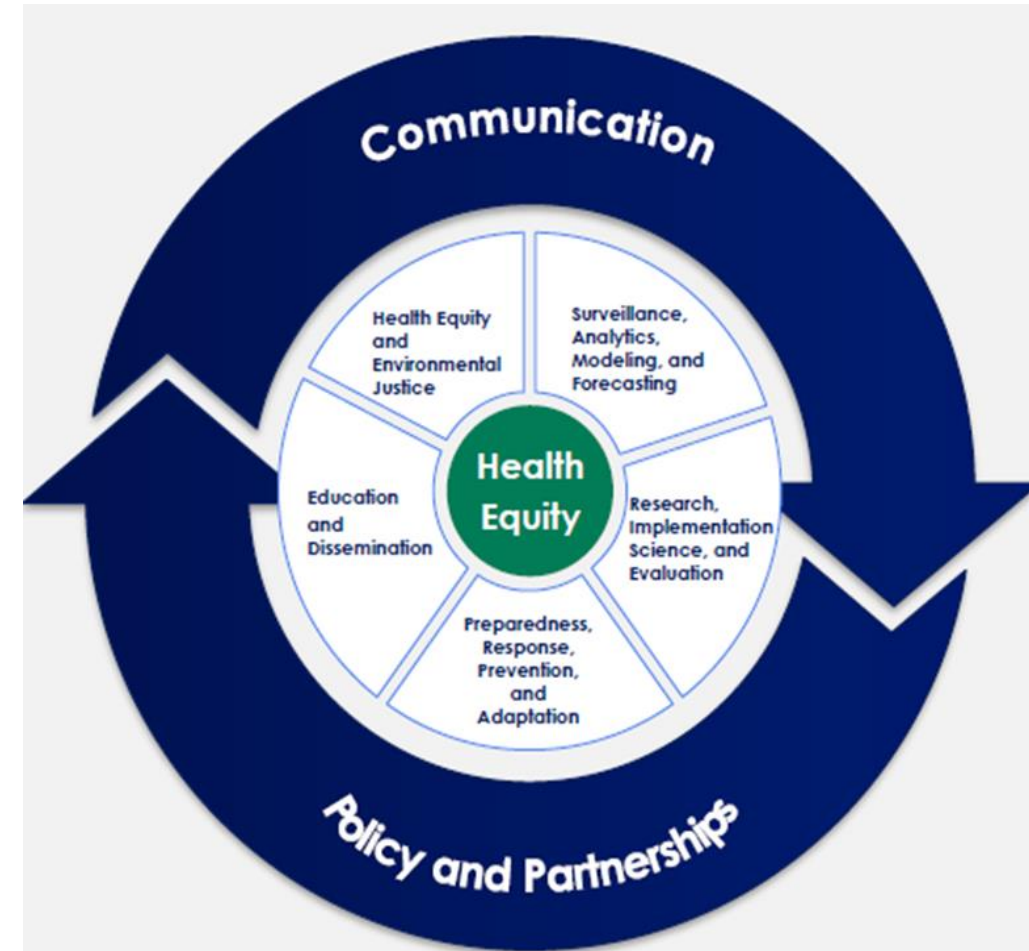 Communication
Health Equity
and
Environmental
Justice
Surveillance,
Analytics,
Modeling, and
Forecasting
Health
Equity
Education
and
Dissemination
Research,
Implementation
Science, and
Evaluation
Preparedness,
Response,
Prevention,
and
Adaptation
Policy and Partnerships